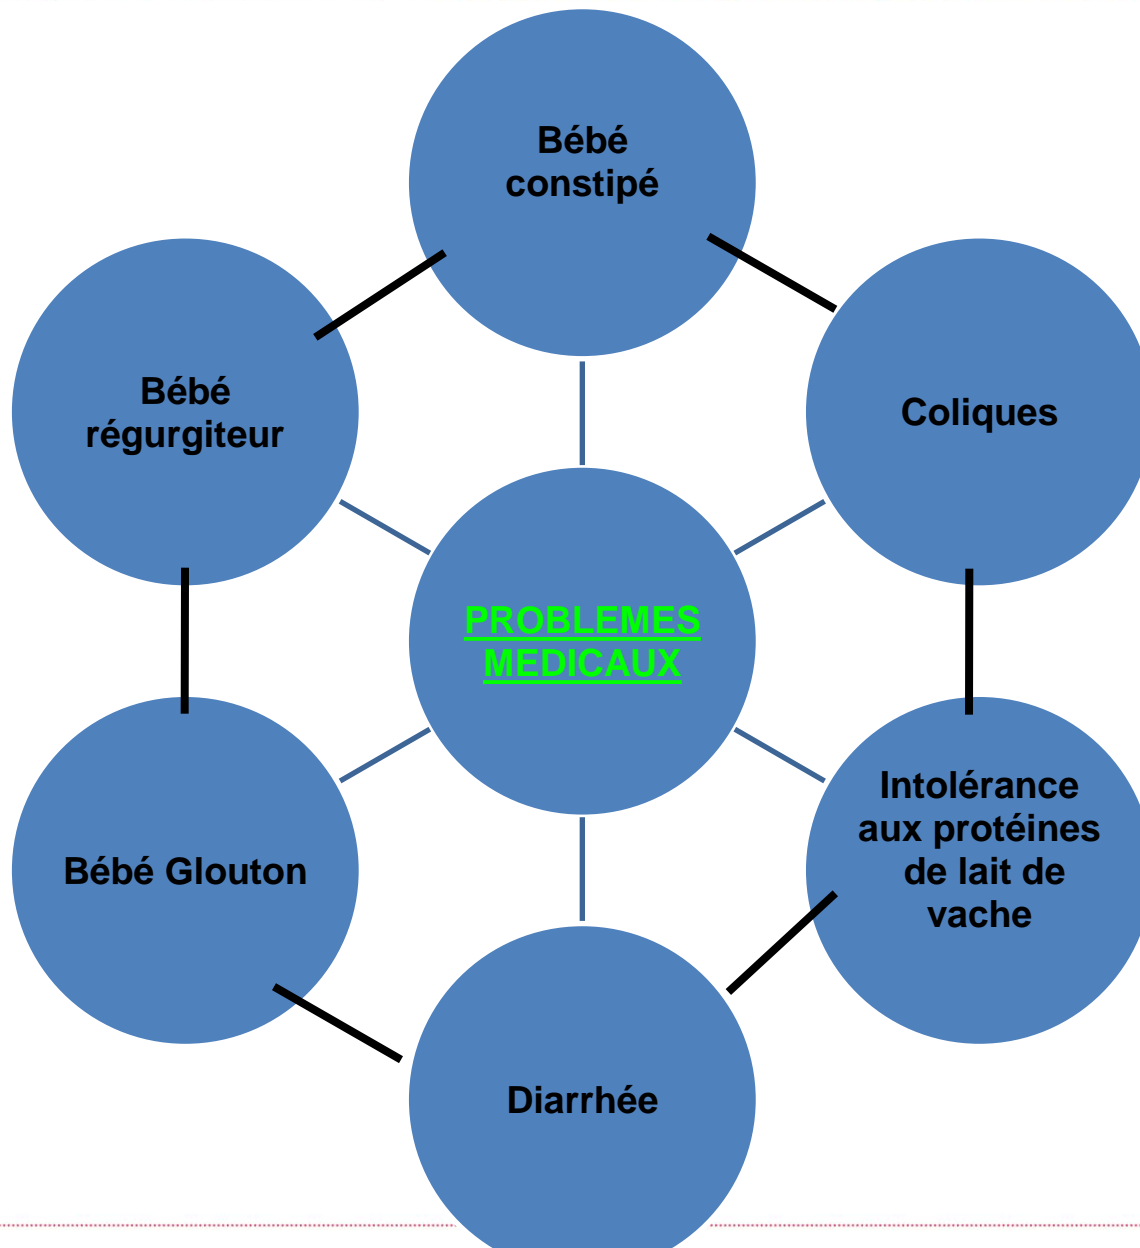 Bébé
constipé
Bébé
régurgiteur
Coliques
PROBLEMES
MEDICAUX
Bébé Glouton
Intolérance
aux protéines
de lait de
vache
Diarrhée